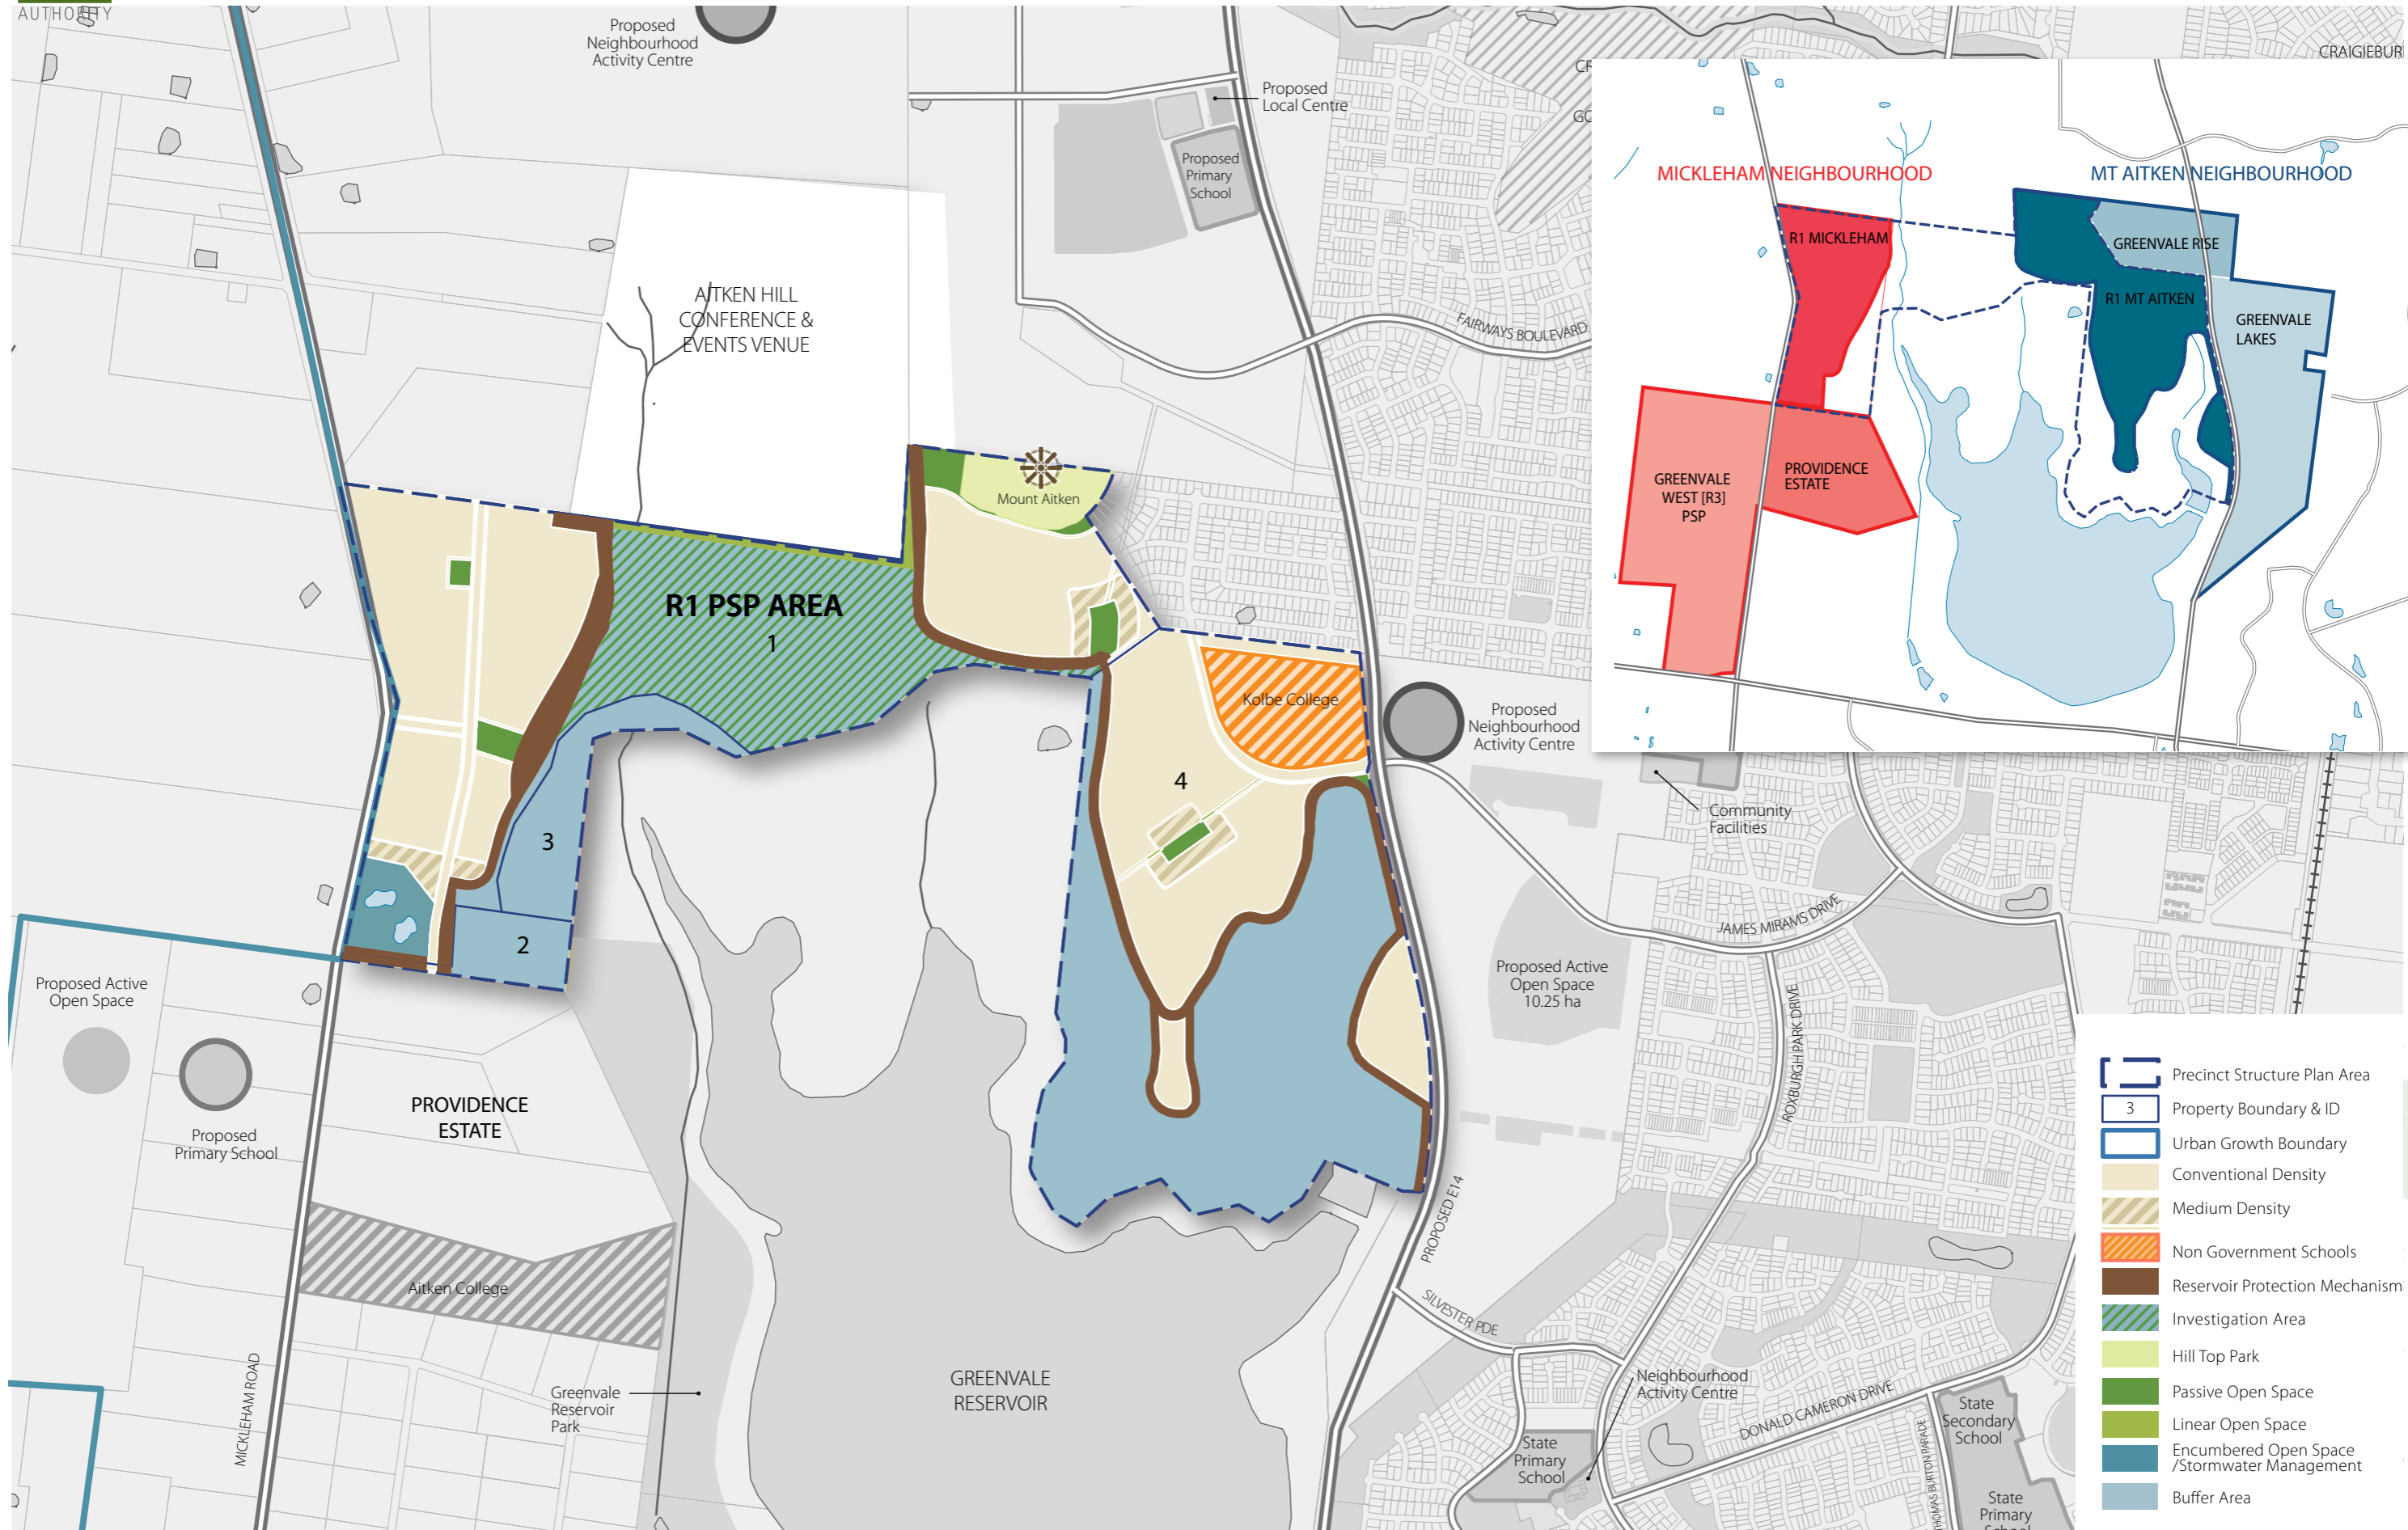 AUTHORITY
Proposed
Neighbourhood
Activity Centre
Proposed
Local Centre
Proposed
Primary
School
CRAIGIEBUR
CR
GO
FAIRWAYS BOULEVARD
AITKEN HILL
CONFERENCE &
EVENTS VENUE
Mount Aitken
R1 PSP AREA
1
Kolbe College
4
3
2
Proposed
Neighbourhood
Activity Centre
Community
Facilities
JAMES MIRAMS DRIVE
Proposed Active
Open Space
10.25 ha
ROXBURGH PARK DRIVE
Proposed Active
Open Space
Proposed
Primary School
PROVIDENCE
ESTATE
Aitken College
MICKLEHAM ROAD
Greenvale
Reservoir
Park
GREENVALE
RESERVOIR
PROPOSED E14
SILVESTER PDE
Neighbourhood
Activity Centre
DONALD CAMERON DRIVE
State
Primary
School
State
Secondary
School
THOMAS BURTON PARADE
State
Primary
School
MICKLEHAM NEIGHBOURHOOD
MT AITKEN NEIGHBOURHOOD
R1 MICKLEHAM
GREENVALE RISE
R1 MT AITKEN
GREENVALE
LAKES
GREENVALE
WEST [R3]
PSP
PROVIDENCE
ESTATE
Precinct Structure Plan Area
3 Property Boundary & ID
Urban Growth Boundary
Conventional Density
Medium Density
Non Government Schools
Reservoir Protection Mechanism
Investigation Area
Hill Top Park
Passive Open Space
Linear Open Space
Encumbered Open Space
/Stormwater Management
Buffer Area